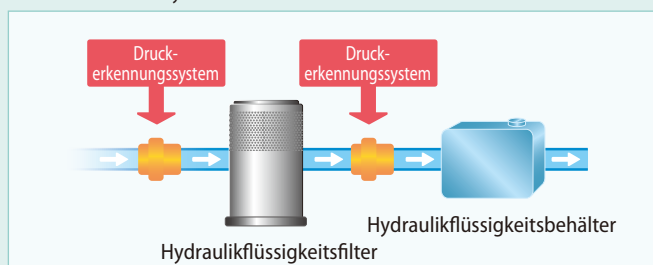 Druck-
erkennungssystem
Druck-
erkennungssystem
Hydraulikflüssigkeitsbehälter
Hydraulikflüssigkeitsfilter